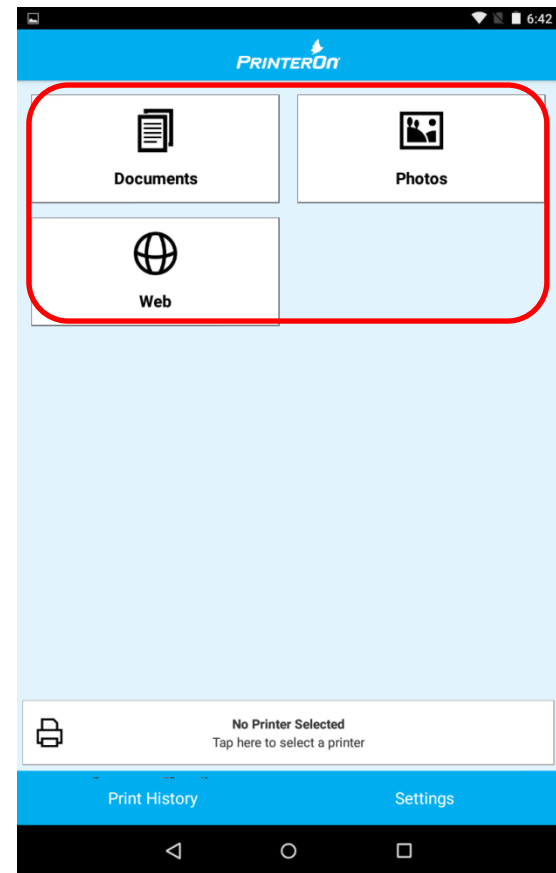 6:42
PRINTERON
Documents
Photos
Web
No Printer Selected
Tap here to select a printer
Print History
Settings